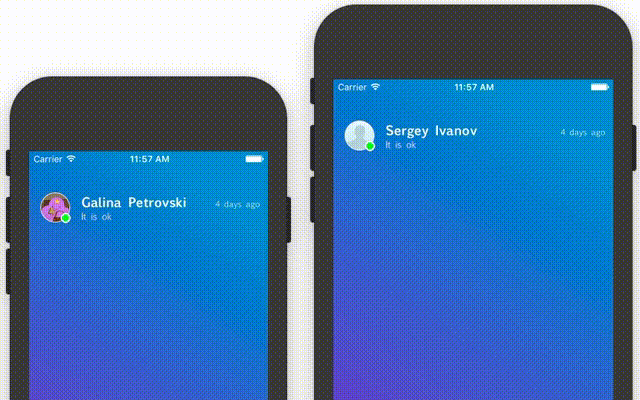 Carrier 11:57 AM
Galina Petrovski 4 days ago
It is ok
Carrier 11:57 AM
Sergey Ivanov 4 days ago
It is ok